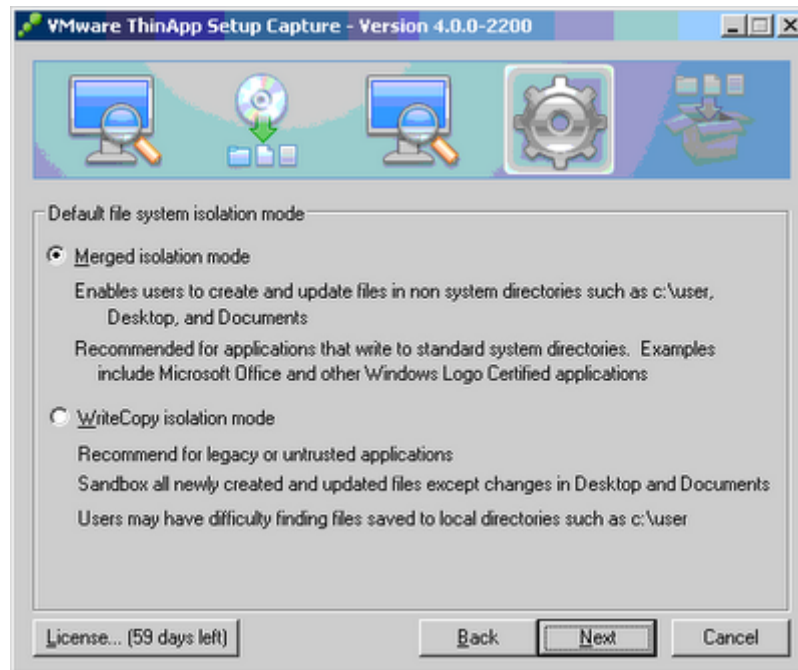 VMware ThinApp Setup Capture - Version 4.0.0-2200
Default file system isolation mode
Merged isolation mode
Enables users to create and update files in non system directories such as c:\user,
Desktop, and Documents
Recommended for applications that write to standard system directories. Examples
include Microsoft Office and other Windows Logo Certified applications
WriteCopy isolation mode
Recommend for legacy or untrusted applications
Sandbox all newly created and updated files except changes in Desktop and Documents
Users may have difficulty finding files saved to local directories such as c:\user
License... (59 days left) Back Next Cancel